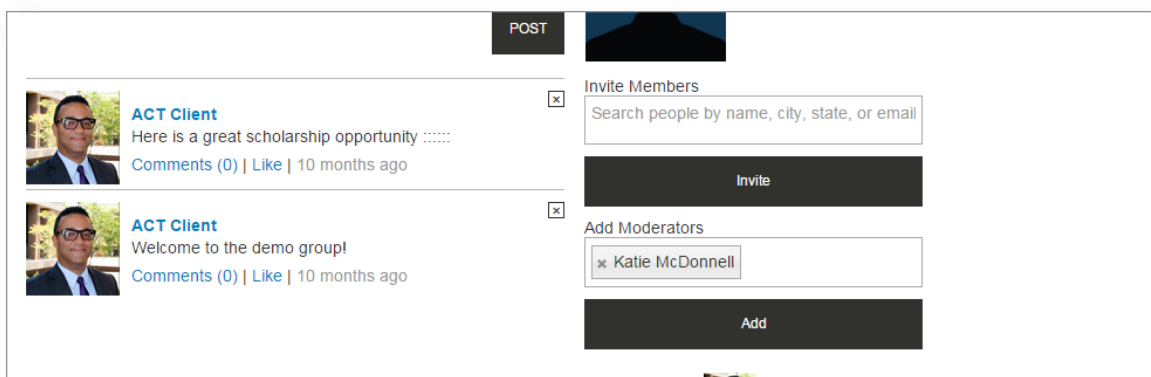 POST
ACT Client
Here is a great scholarship opportunity ::::::
Comments (0) | Like | 10 months ago
ACT Client
Welcome to the demo group!
Comments (0) | Like | 10 months ago
Invite Members
Search people by name, city, state, or email
Invite
Add Moderators
× Katie McDonnell
Add